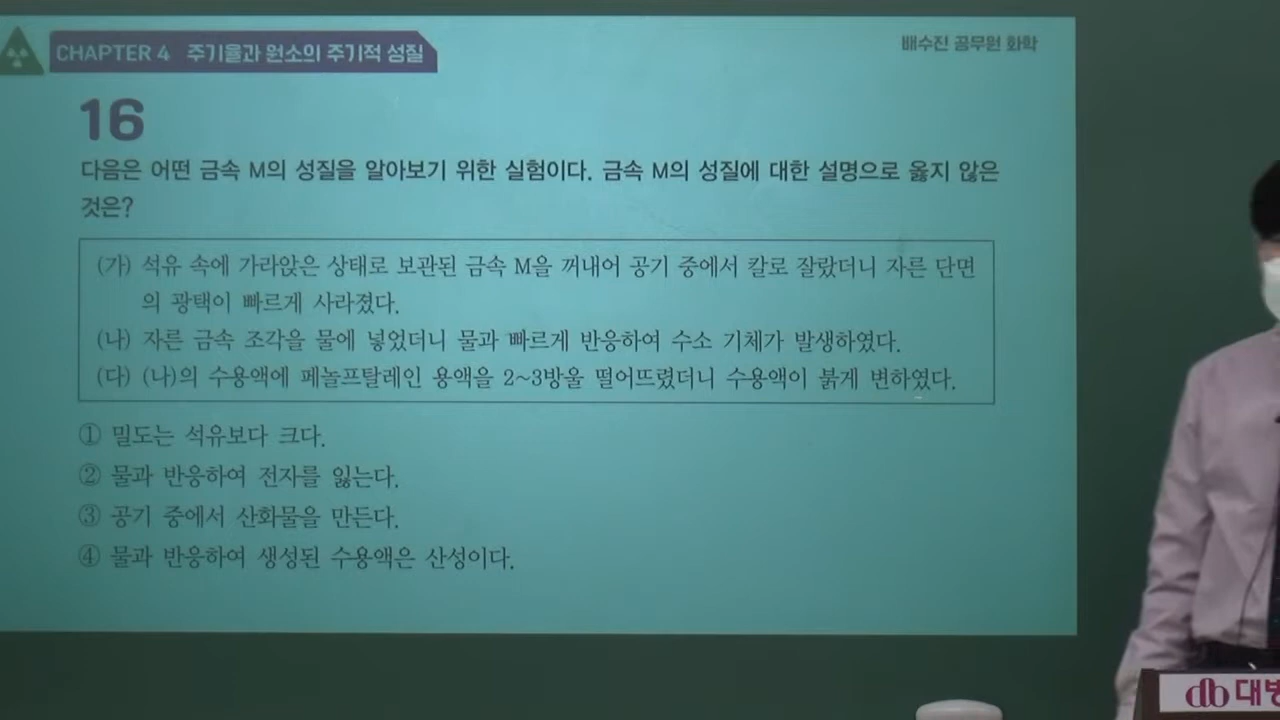 CHAPTER 4 주기율과 원소의 주기적 성질
배수진 공무원 화학
16
다음은 어떤 금속 M의 성질을 알아보기 위한 실험이다. 금속 M의 성질에 대한 설명으로 옳지 않은
것은?
(가) 석유 속에 가라앉은 상태로 보관된 금속 M을 꺼내어 공기 중에서 칼로 잘랐더니 자른 단면
의 광택이 빠르게 사라졌다.
(나) 자른 금속 조각을 물에 넣었더니 물과 빠르게 반응하여 수소 기체가 발생하였다.
(다) (나)의 수용액에 페놀프탈레인 용액을 2~3방울 떨어뜨렸더니 수용액이 붉게 변하였다.
① 밀도는 석유보다 크다.
② 물과 반응하여 전자를 잃는다.
③ 공기 중에서 산화물을 만든다.
④ 물과 반응하여 생성된 수용액은 산성이다.